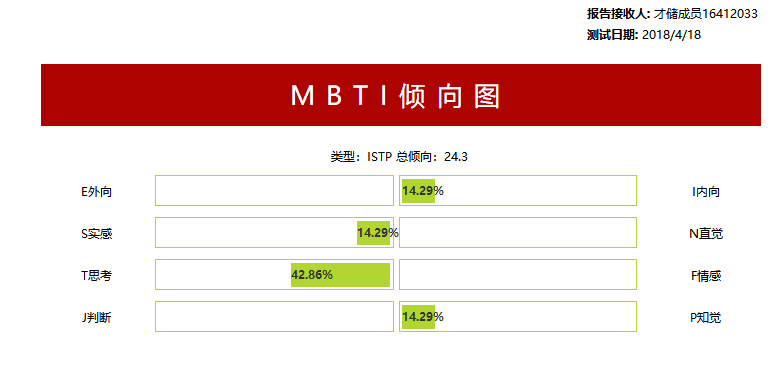 报告接收人: 才储成员16412033
测试日期: 2018/4/18
MBTI倾向图
类型：ISTP 总倾向：24.3
E外向 14.29% I内向
S实感 14.29% N直觉
T思考 42.86% F情感
J判断 14.29% P知觉